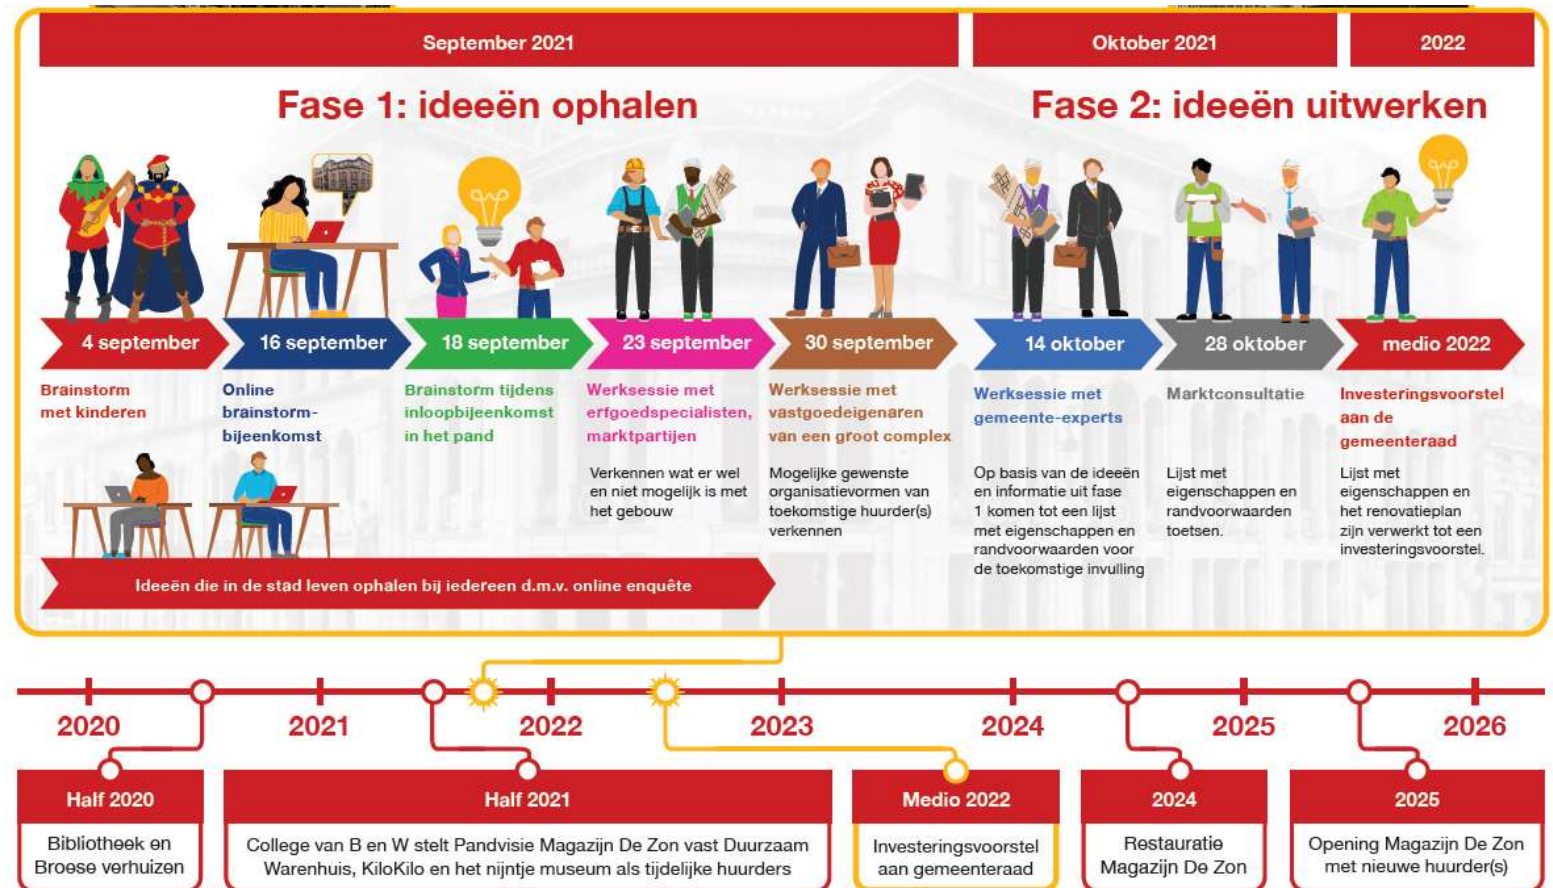 September 2021
Oktober 2021
2022
Fase 1: ideeën ophalen
Fase 2: ideeën uitwerken
4 september
16 september
18 september
23 september
30 september
14 oktober
28 oktober
medio 2022
Brainstorm
met kinderen
Online
brainstorm-
bijeenkomst
Brainstorm tijdens
inloopbijeenkomst
in het pand
Werksessie met
erfgoedspecialisten,
marktpartijen
Verkennen wat er wel
en niet mogelijk is met
het gebouw
Werksessie met
vastgoedeigenaren
van een groot complex
Mogelijke gewenste
organisatievormen van
toekomstige huurder(s)
verkennen
Werksessie met
gemeente-experts
Op basis van de ideeën
en informatie uit fase
1 komen tot een lijst
met eigenschappen en
randvoorwaarden voor
de toekomstige invulling
Marktconsultatie
Lijst met
eigenschappen en
randvoorwaarden
toetsen.
Investeringsvoorstel
aan de
gemeenteraad
Lijst met
eigenschappen en
het renovatieplan
zijn verwerkt tot een
investeringsvoorstel.
Ideeën die in de stad leven ophalen bij iedereen d.m.v. online enquête
2020
2021
2022
2023
2024
2025
2026
Half 2020
Bibliotheek en
Broese verhuizen
Half 2021
College van B en W stelt Pandvisie Magazijn De Zon vast Duurzaam
Warenhuis, KiloKilo en het nijntje museum als tijdelijke huurders
Medio 2022
Investeringsvoorstel
aan gemeenteraad
2024
Restauratie
Magazijn De Zon
2025
Opening Magazijn De Zon
met nieuwe huurder(s)